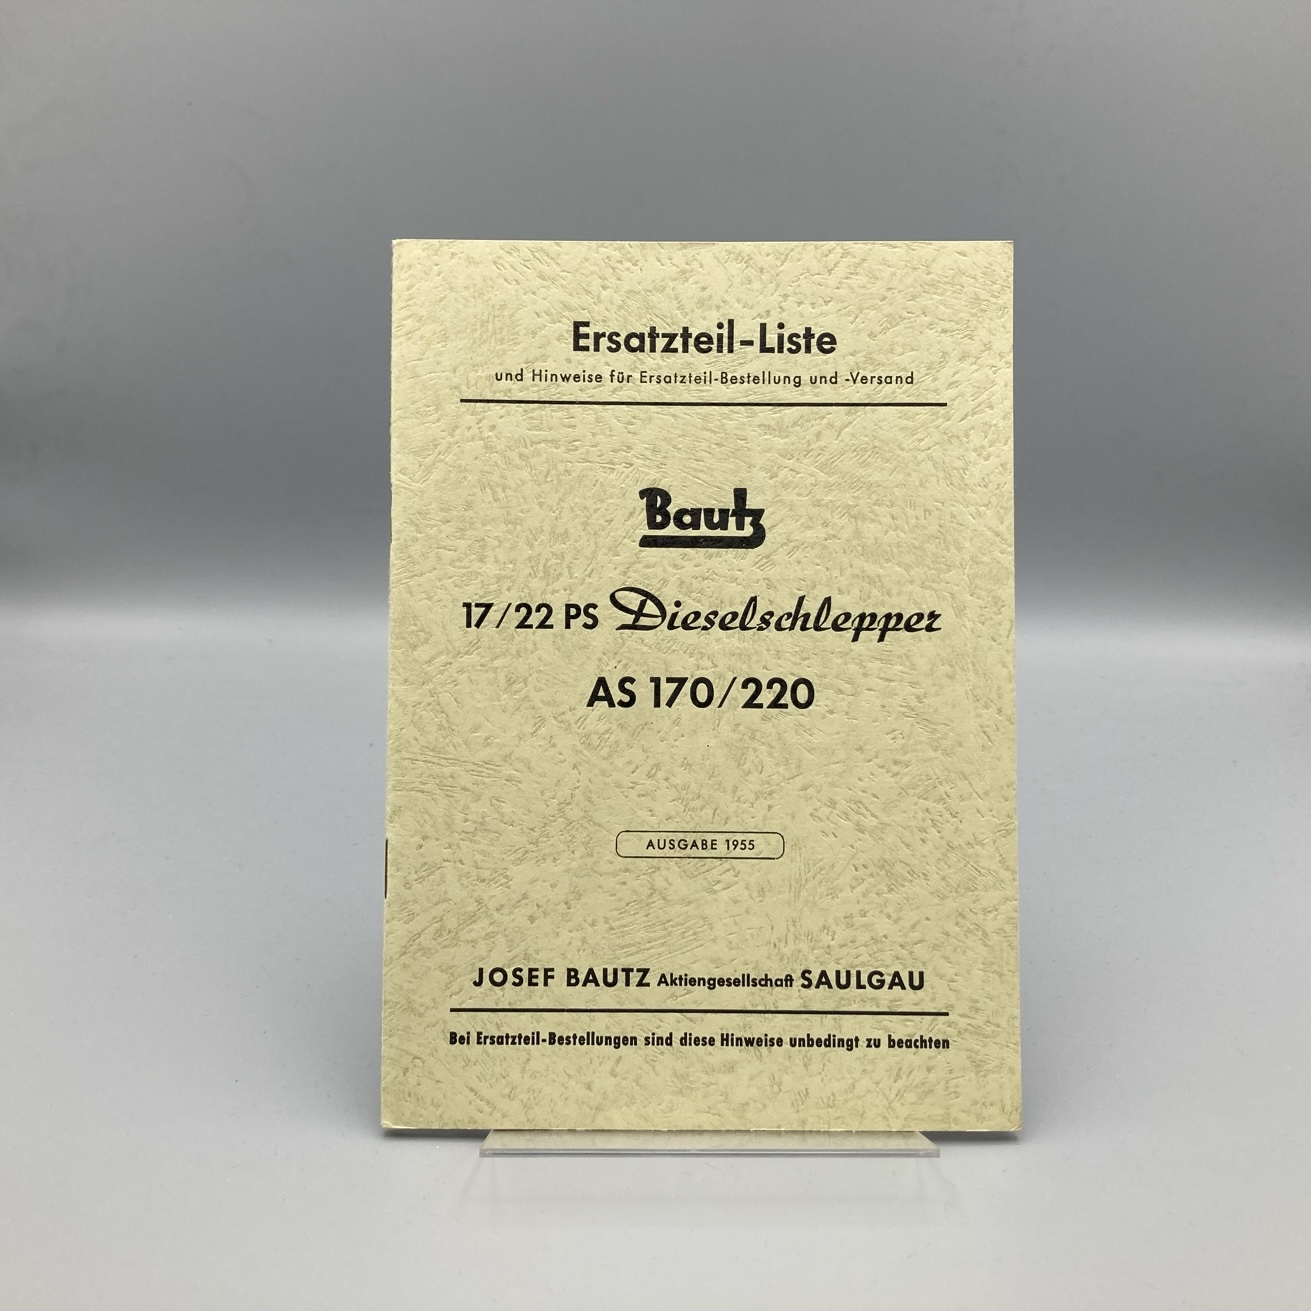 Ersatzteil-Liste
und Hinweise für Ersatzteil-Bestellung und -Versand
Bautz
17/22 PS Dieselschlepper
AS 170/220
AUSGABE 1955
JOSEF BAUTZ Aktiengesellschaft SAULGAU
Bei Ersatzteil-Bestellungen sind diese Hinweise unbedingt zu beachten